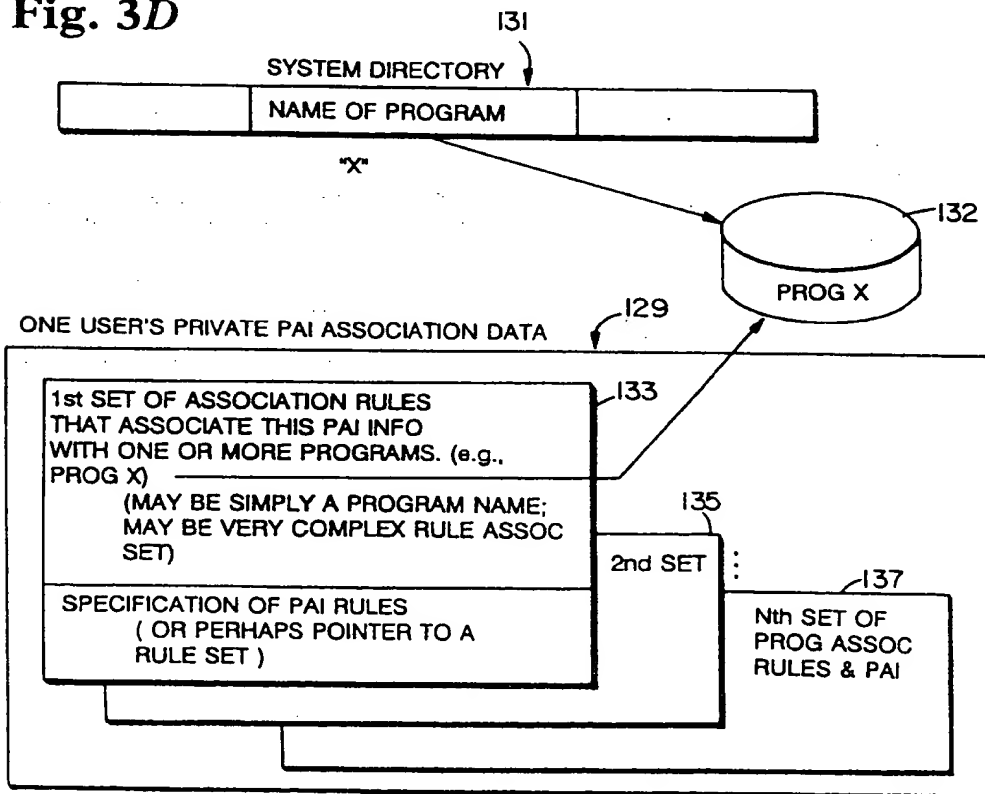 Fig. 3D
131
SYSTEM DIRECTORY
NAME OF PROGRAM
"X"
132
PROG X
ONE USER'S PRIVATE PAI ASSOCIATION DATA
129
1st SET OF ASSOCIATION RULES
THAT ASSOCIATE THIS PAI INFO
WITH ONE OR MORE PROGRAMS. (e.g.,
PROG X)
(MAY BE SIMPLY A PROGRAM NAME;
MAY BE VERY COMPLEX RULE ASSOC
SET)
133
SPECIFICATION OF PAI RULES
( OR PERHAPS POINTER TO A
RULE SET )
135
2nd SET
137
Nth SET OF
PROG ASSOC
RULES & PAI